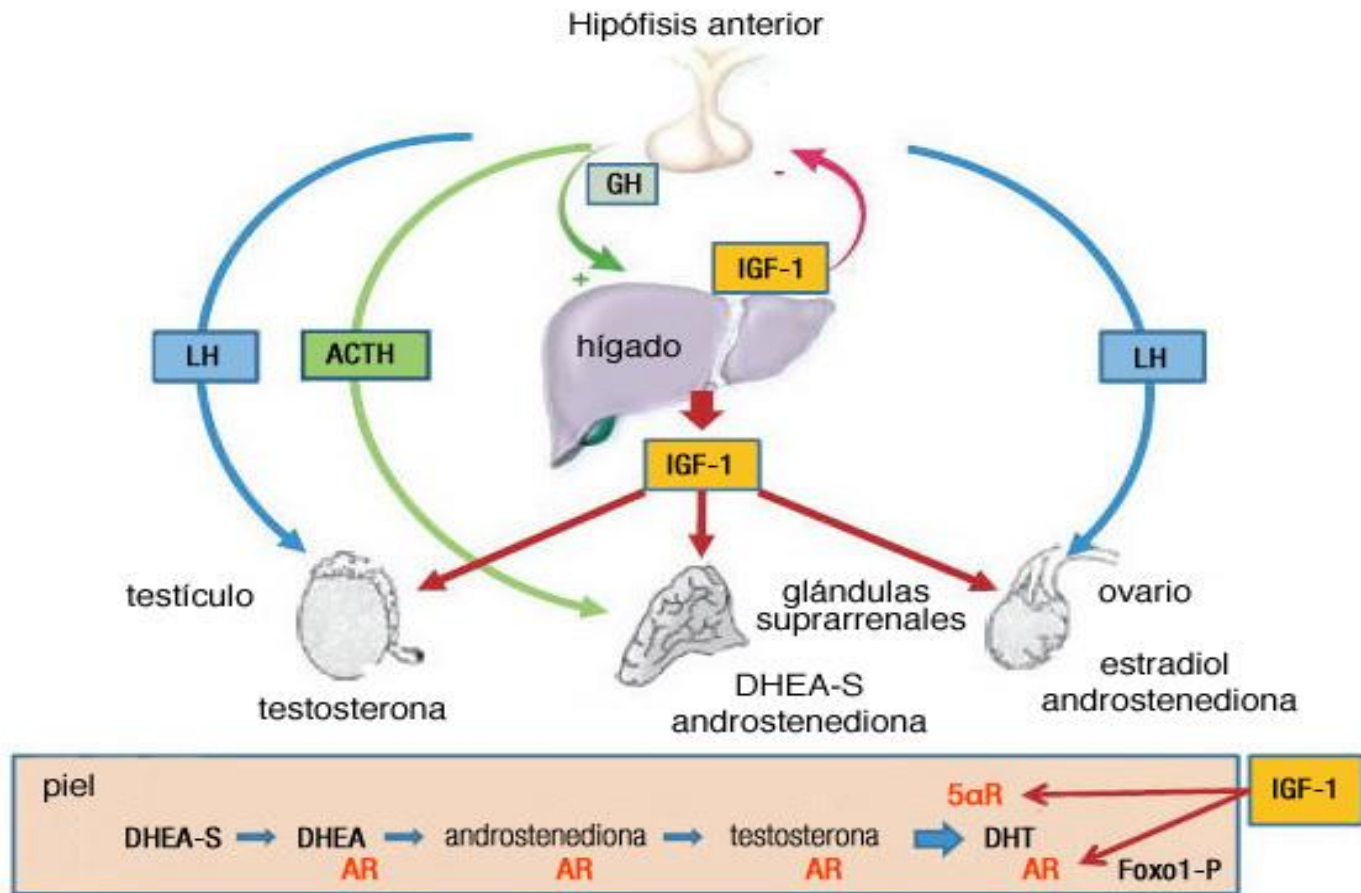 Hipófisis anterior
GH
-
IGF-1
+
LH
ACTH
hígado
LH
IGF-1
testículo
glándulas
suprarrenales
ovario
testosterona
DHEA-S
androstenediona
estradiol
androstenediona
piel
5αR
IGF-1
DHEA-S DHEA androstenediona testosterona DHT
AR AR AR AR Foxo1-P